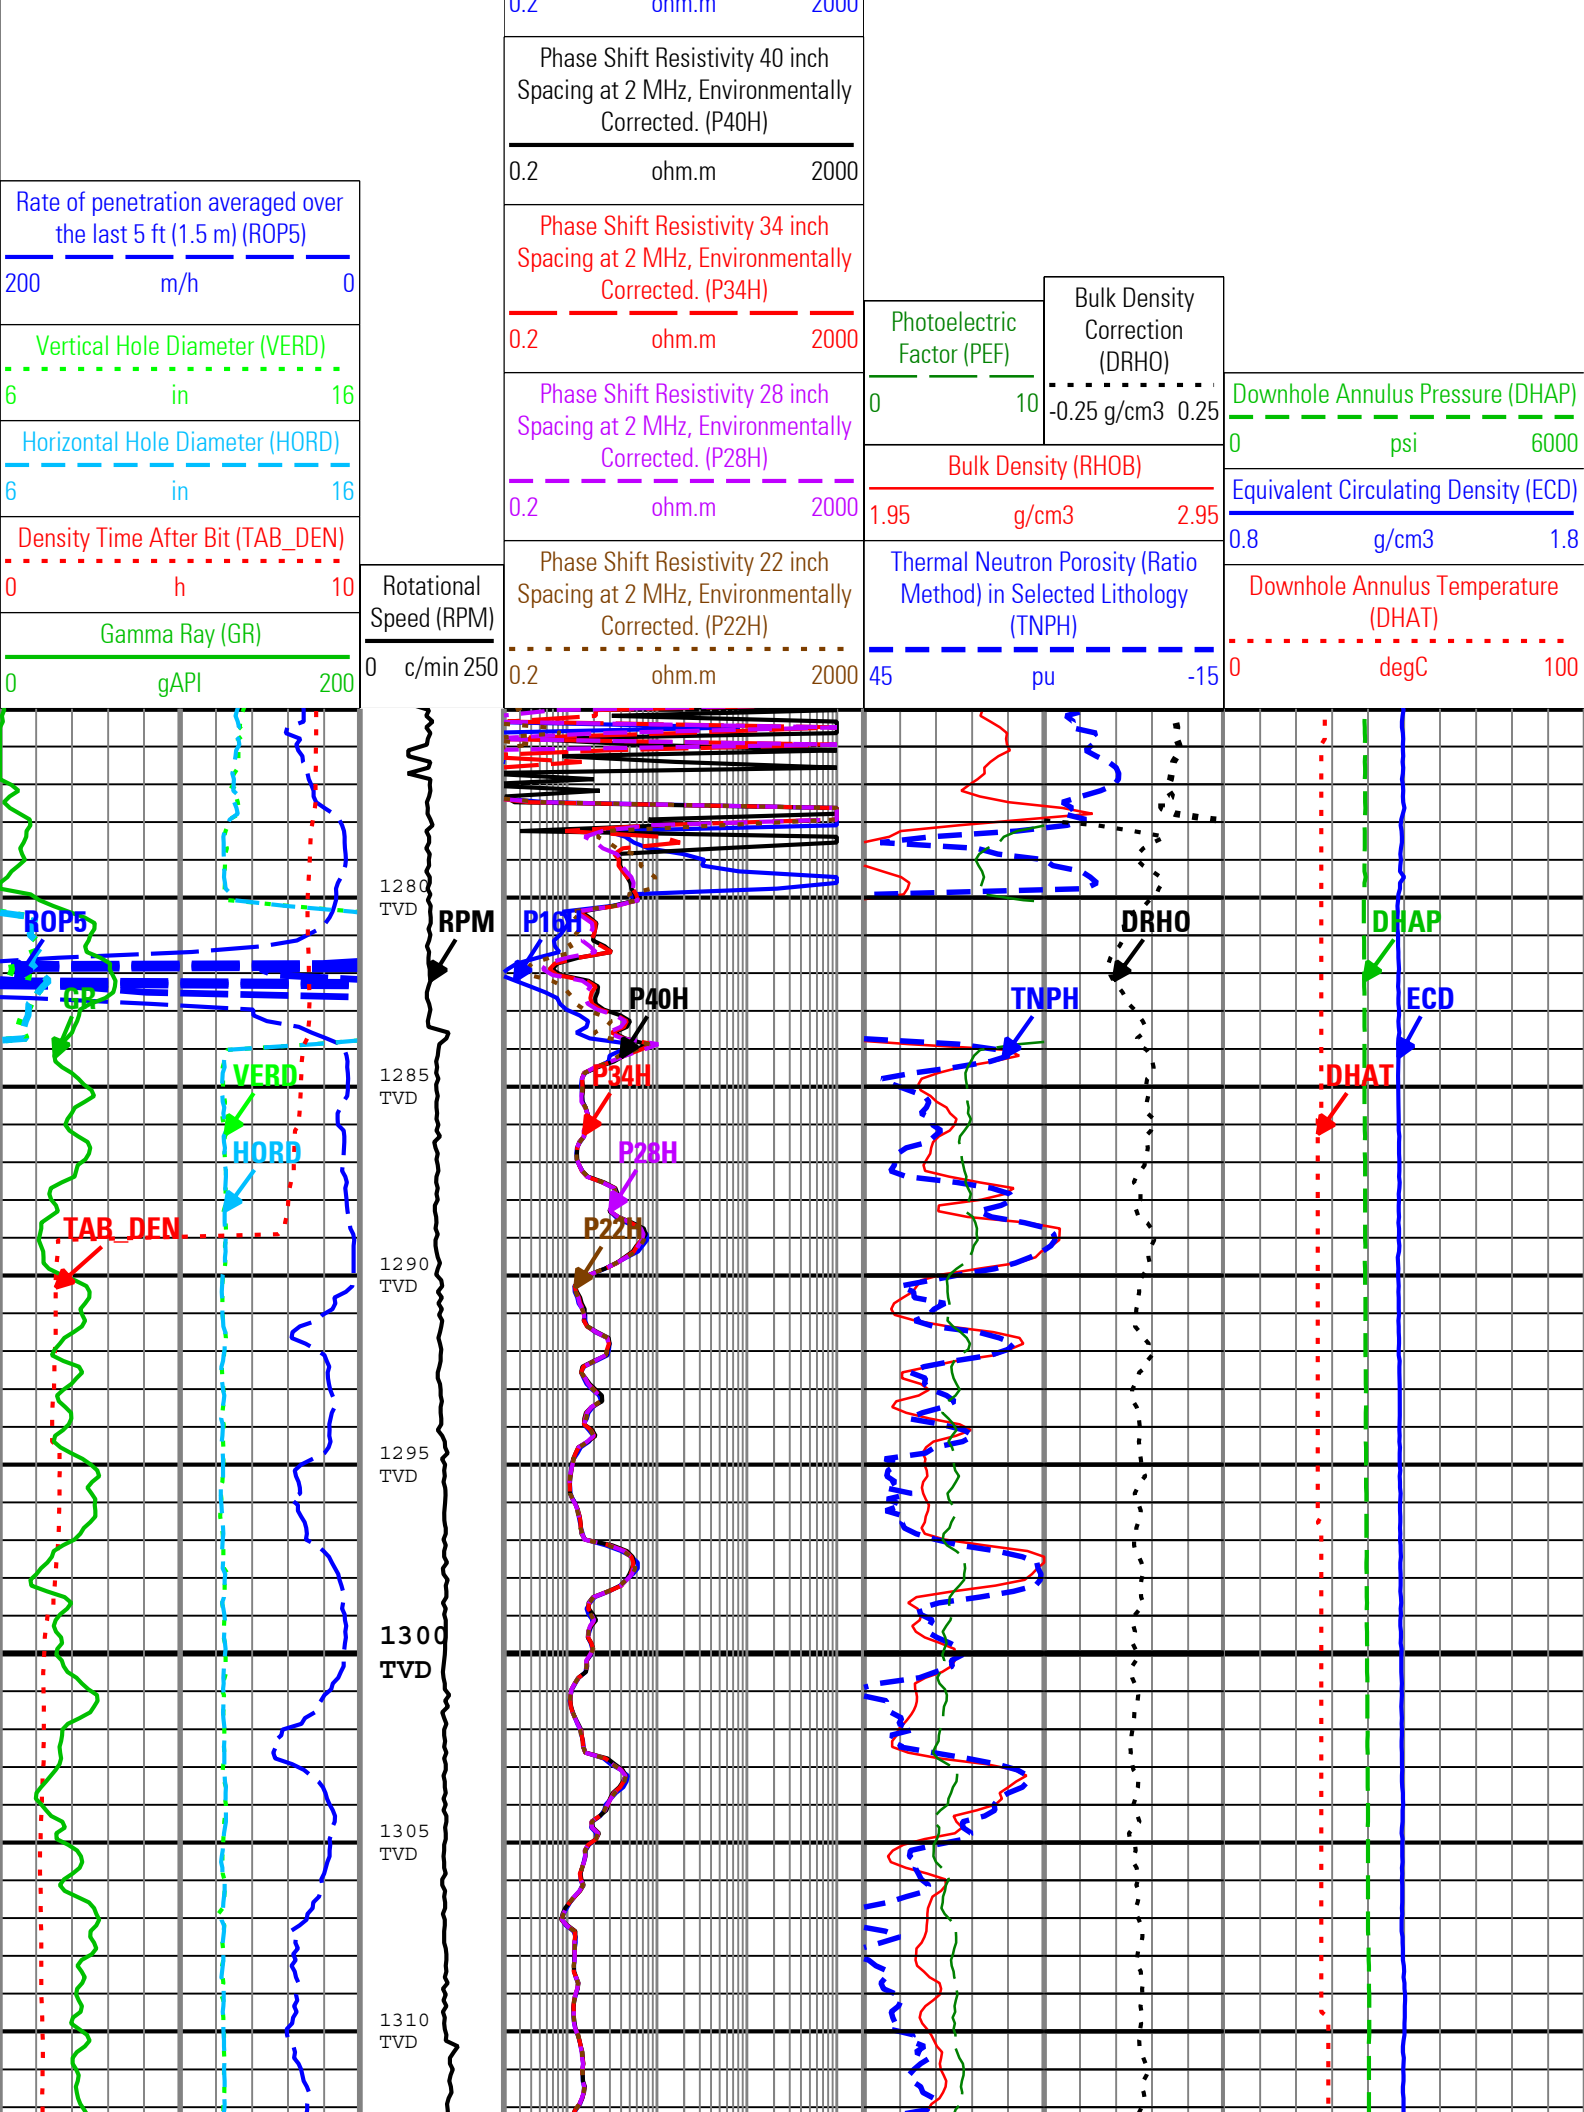 0.2 ohm.m 2000
Phase Shift Resistivity 40 inch
Spacing at 2 MHz, Environmentally
Corrected. (P40H)
0.2 ohm.m 2000
Rate of penetration averaged over
the last 5 ft (1.5 m) (ROP5)
200 m/h 0
Phase Shift Resistivity 34 inch
Spacing at 2 MHz, Environmentally
Corrected. (P34H)
0.2 ohm.m 2000
Vertical Hole Diameter (VERD)
6 in 16
Photoelectric
Factor (PEF)
0 10
Bulk Density
Correction
(DRHO)
-0.25 g/cm3 0.25
Horizontal Hole Diameter (HORD)
6 in 16
Phase Shift Resistivity 28 inch
Spacing at 2 MHz, Environmentally
Corrected. (P28H)
0.2 ohm.m 2000
Bulk Density (RHOB)
1.95 g/cm3 2.95
Downhole Annulus Pressure (DHAP)
0 psi 6000
Equivalent Circulating Density (ECD)
0.8 g/cm3 1.8
Density Time After Bit (TAB_DEN)
0 h 10
Gamma Ray (GR)
0 gAPI 200
Rotational
Speed (RPM)
0 c/min 250
Phase Shift Resistivity 22 inch
Spacing at 2 MHz, Environmentally
Corrected. (P22H)
0.2 ohm.m 2000
Thermal Neutron Porosity (Ratio
Method) in Selected Lithology
(TNPH)
45 pu -15
Downhole Annulus Temperature
(DHAT)
0 degC 100
1280
TVD
ROP5 RPM P16H DRHO DHAP
GR P40H TNPH ECD
1285
TVD
VERD P34H DHAT
HORD P28H
TAB_DEN P22H
1290
TVD
1295
TVD
1300
TVD
1305
TVD
1310
TVD